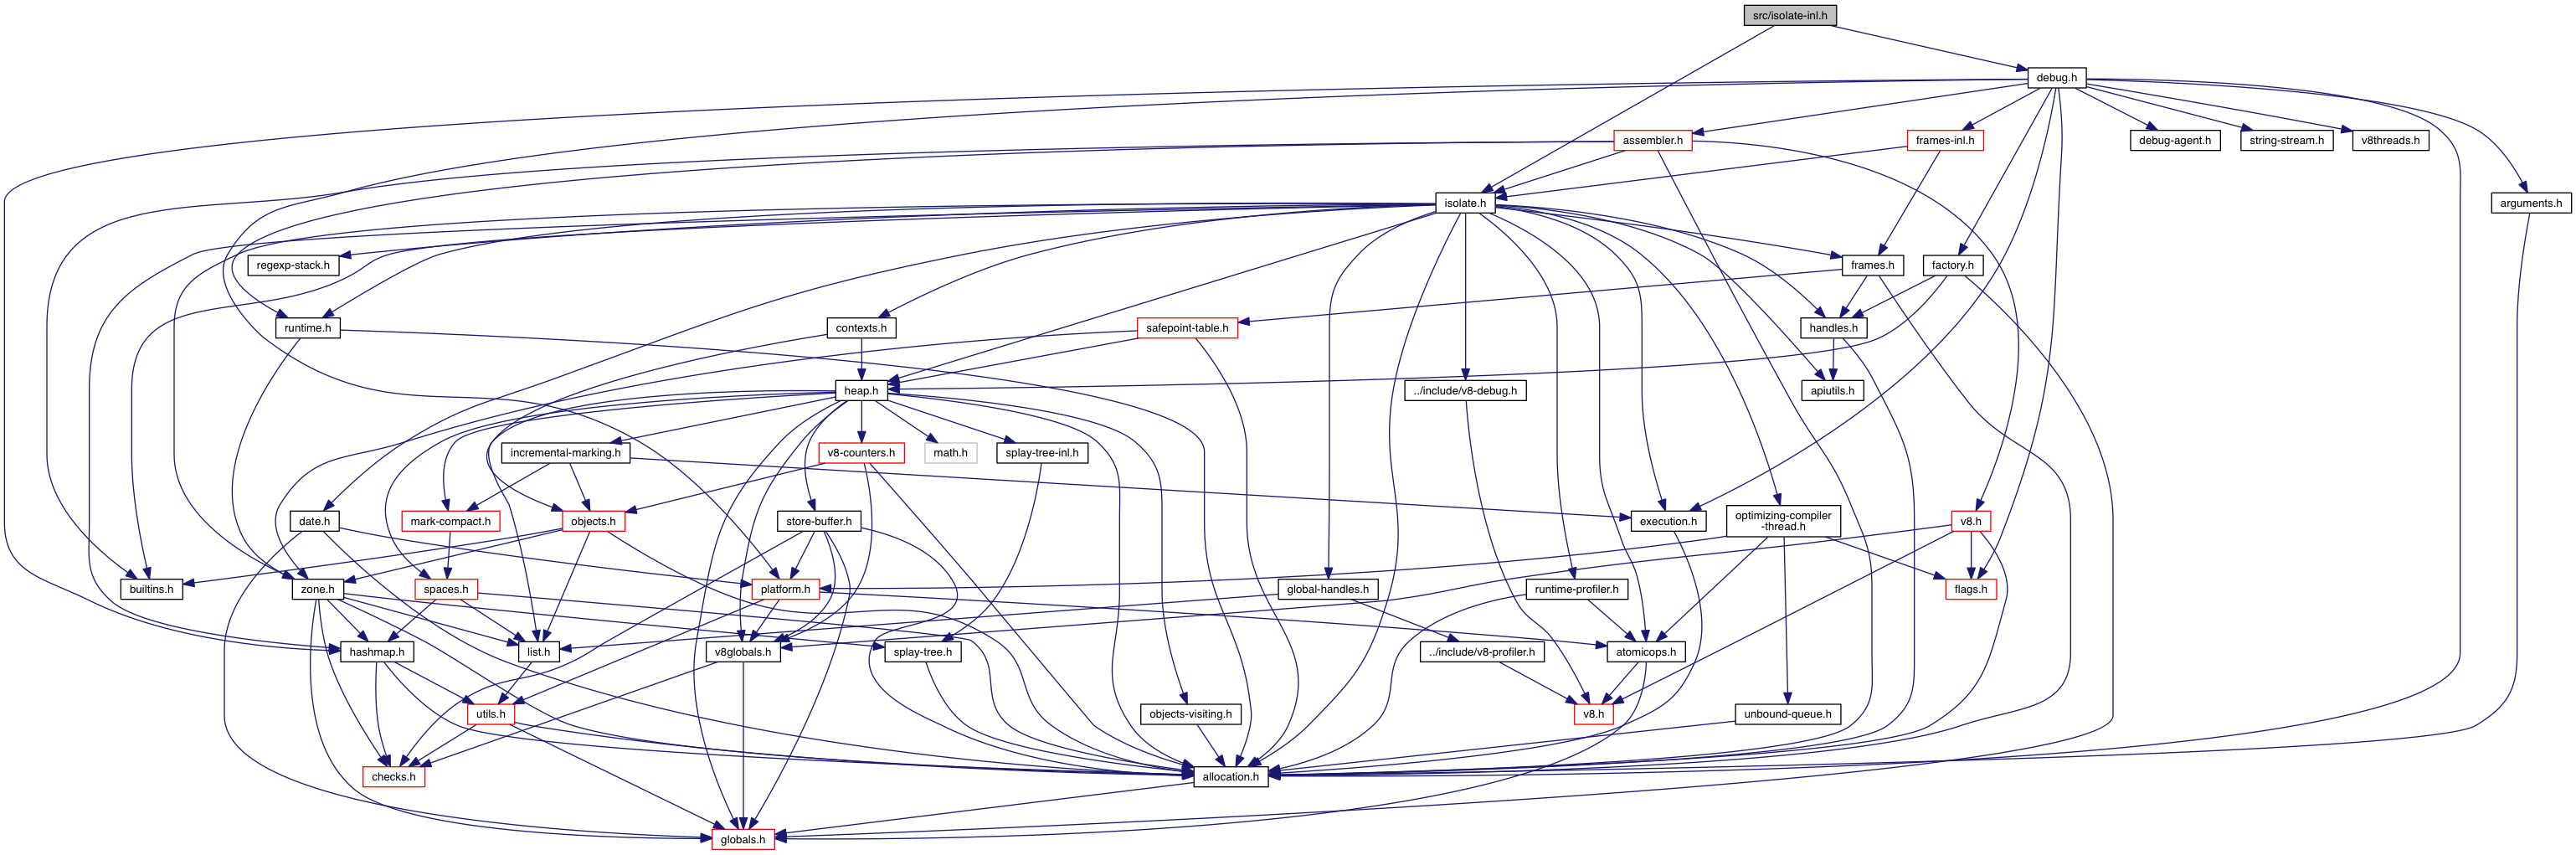 src/isolate-inl.h
debug.h
assembler.h
frames-inl.h
debug-agent.h
string-stream.h
v8threads.h
isolate.h
arguments.h
regexp-stack.h
frames.h
factory.h
runtime.h
contexts.h
safepoint-table.h
handles.h
heap.h
../include/v8-debug.h
apiutils.h
incremental-marking.h
v8-counters.h
math.h
splay-tree-inl.h
date.h
mark-compact.h
objects.h
store-buffer.h
execution.h
optimizing-compiler
-thread.h
v8.h
builtins.h
zone.h
spaces.h
platform.h
global-handles.h
runtime-profiler.h
flags.h
hashmap.h
list.h
v8globals.h
splay-tree.h
../include/v8-profiler.h
atomicops.h
utils.h
objects-visiting.h
v8.h
unbound-queue.h
checks.h
allocation.h
globals.h